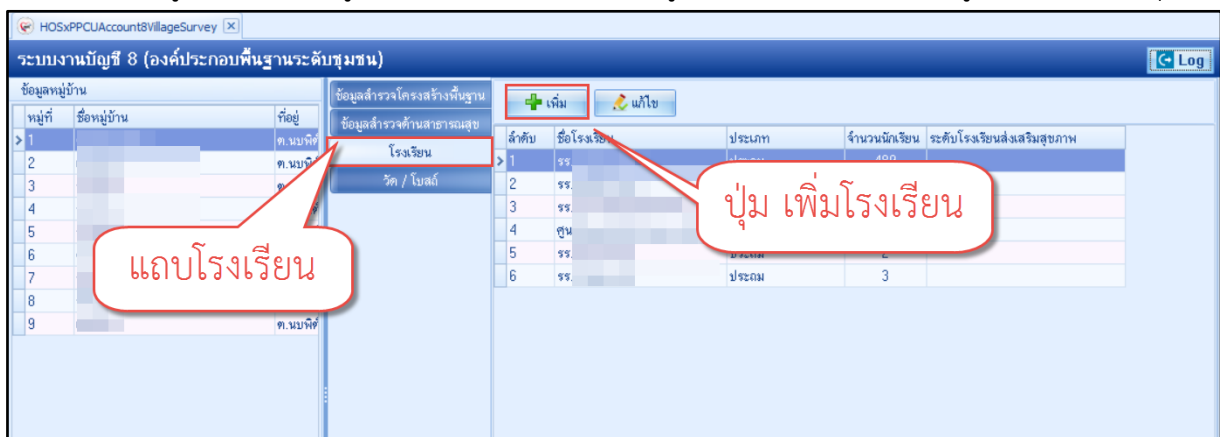 HOSxPPCUAccount8VillageSurvey
ระบบงานบัญชี 8 (องค์ประกอบพื้นฐานระดับชุมชน)
Log
ข้อมูลหมู่บ้าน
หมู่ที่ ชื่อหมู่บ้าน ที่อยู่
1 ต.นบพิต
2 ต.นบพิ
3
4
5
6
7
8
9 ต.นบพิต
ข้อมูลสำรวจโครงสร้างพื้นฐาน
ข้อมูลสำรวจด้านสาธารณสุข
โรงเรียน
วัด / โบสถ์
แถบโรงเรียน
เพิ่ม แก้ไข
ลำดับ ชื่อโรงเรียน ประเภท จำนวนนักเรียน ระดับโรงเรียนส่งเสริมสุขภาพ
1 รร
2 รร.
3 รร.
4 ศูน
5 รร. ประถม 2
6 รร. ประถม 3
ปุ่ม เพิ่มโรงเรียน